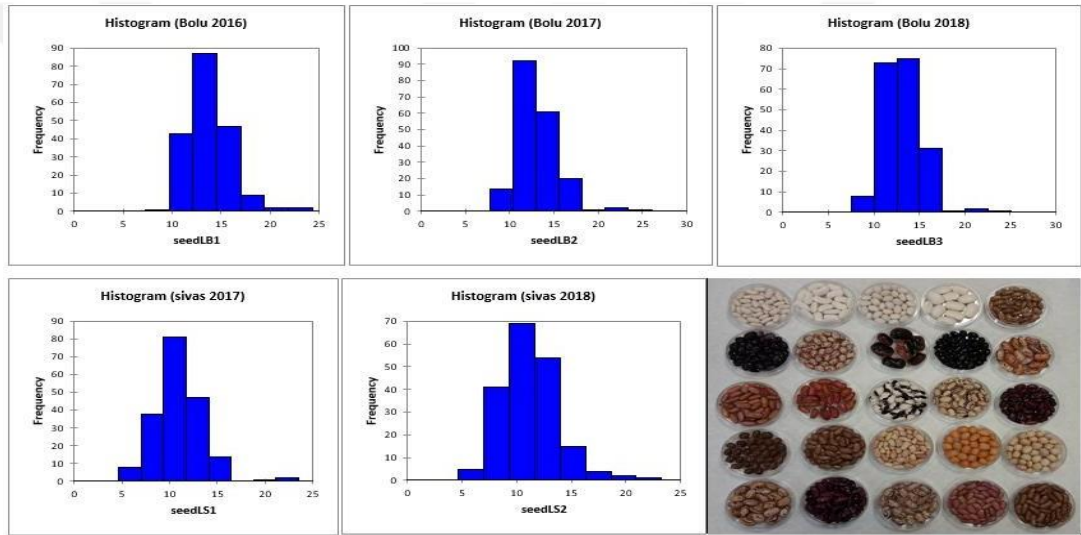 Histogram (Bolu 2016)
90
80
70
60
50
40
30
20
10
0
Frequency
0 5 10 15 20 25
seedLB1
Histogram (Bolu 2017)
100
90
80
70
60
50
40
30
20
10
0
Frequency
0 5 10 15 20 25 30
seedLB2
Histogram (Bolu 2018)
80
70
60
50
40
30
20
10
0
Frequency
0 5 10 15 20 25 30
seedLB3
Histogram (sivas 2017)
90
80
70
60
50
40
30
20
10
0
Frequency
0 5 10 15 20 25
seedLS1
Histogram (sivas 2018)
70
60
50
40
30
20
10
0
Frequency
0 5 10 15 20 25
seedLS2